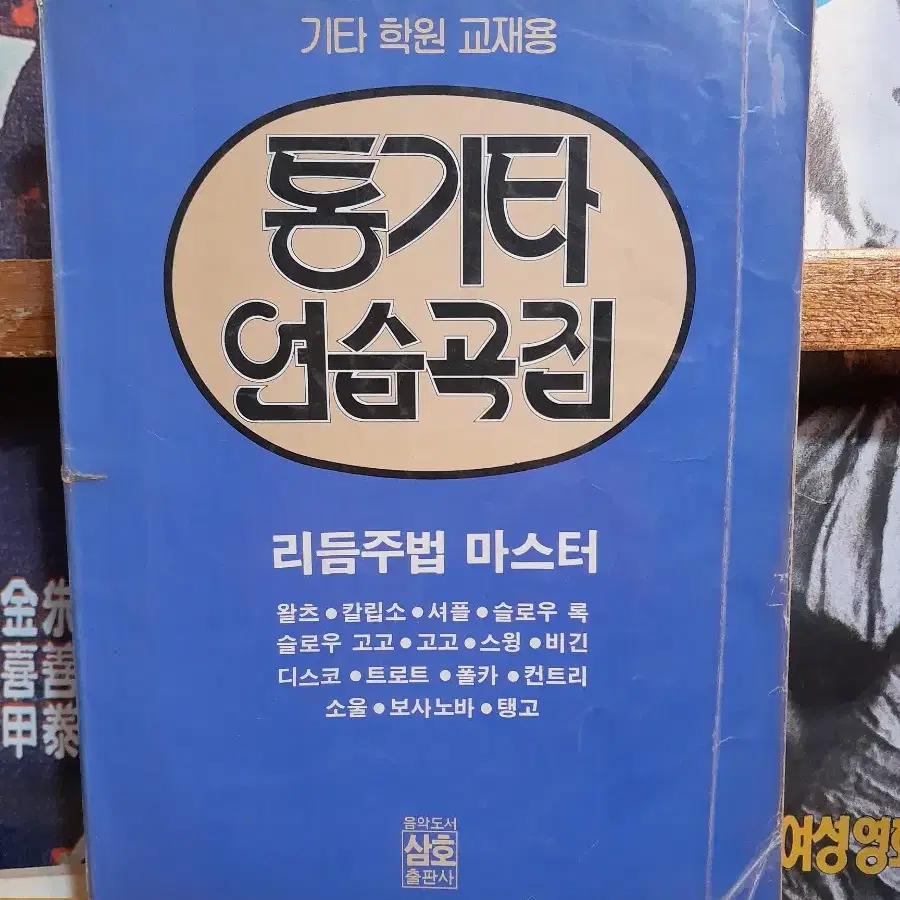 기타 학원 교재용
통기타
연습곡집
리듬주법 마스터
왈츠 ● 칼립소 ● 셔플 ● 슬로우 록
슬로우 고고 ● 고고 ● 스윙 ● 비긴
디스코 ● 트로트 ● 폴카 ● 컨트리
소울 ● 보사노바 ● 탱고
음악도서
삼호
출판사
金喜甲
여성영화